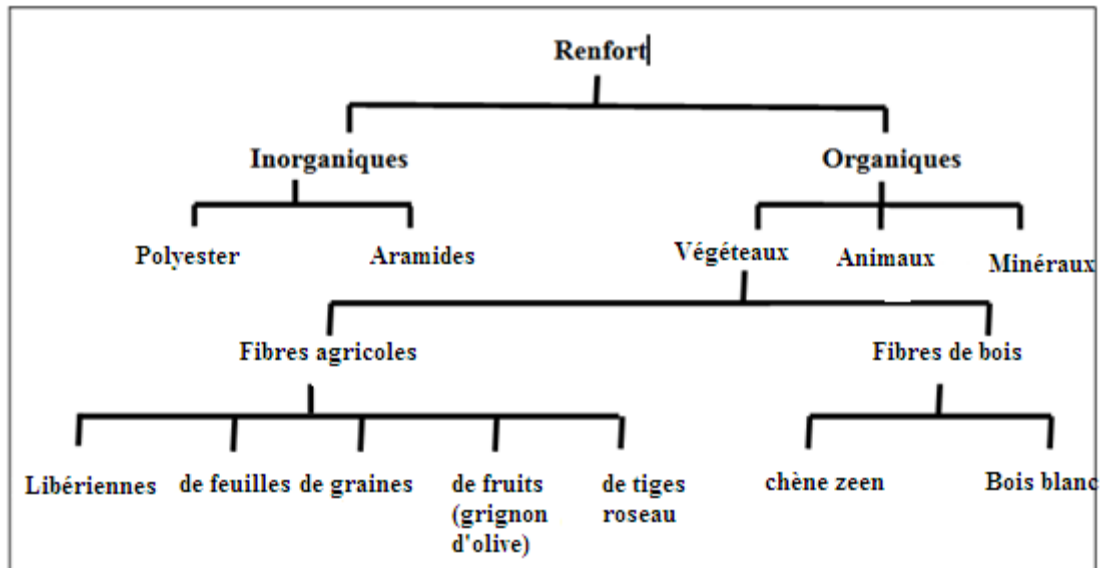 Renfort
Inorganiques Organiques
Polyester Aramides Végéteaux Animaux Minéraux
Fibres agricoles Fibres de bois
Libériennes de feuilles de graines de fruits de tiges chène zeen Bois blanc
(grignon roseau
d'olive)